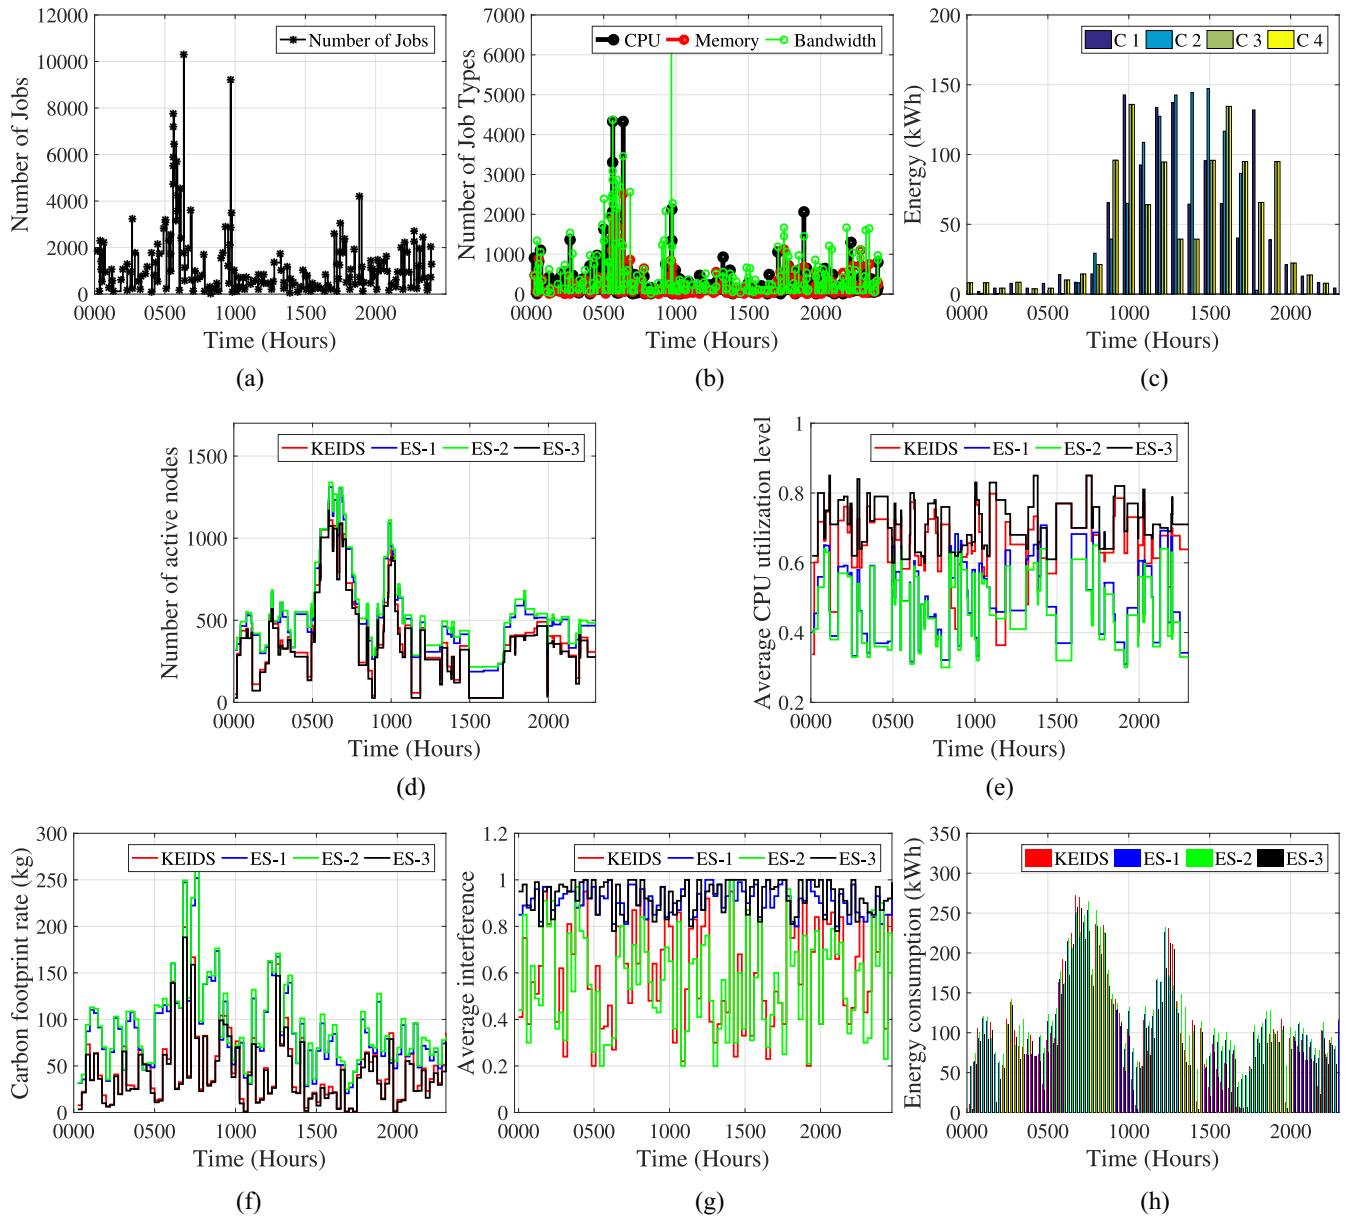 12000
10000
8000
6000
4000
2000
0
Number of Jobs
Number of Jobs
0000 0500 1000 1500 2000
Time (Hours)
(a)
7000
6000
5000
4000
3000
2000
1000
0
Number of Job Types
CPU Memory Bandwidth
0000 0500 1000 1500 2000
Time (Hours)
(b)
200
150
100
50
0
Energy (kWh)
C 1 C 2 C 3 C 4
0000 0500 1000 1500 2000
Time (Hours)
(c)
1500
1000
500
0
Number of active nodes
KEIDS ES-1 ES-2 ES-3
0000 0500 1000 1500 2000
Time (Hours)
(d)
1
0.8
0.6
0.4
0.2
Average CPU utilization level
KEIDS ES-1 ES-2 ES-3
0000 0500 1000 1500 2000
Time (Hours)
(e)
300
250
200
150
100
50
0
Carbon footprint rate (kg)
KEIDS ES-1 ES-2 ES-3
0000 0500 1000 1500 2000
Time (Hours)
(f)
1.2
1
0.8
0.6
0.4
0.2
0
Average interference
KEIDS ES-1 ES-2 ES-3
0000 0500 1000 1500 2000
Time (Hours)
(g)
350
300
250
200
150
100
50
0
Energy consumption (kWh)
KEIDS ES-1 ES-2 ES-3
0000 0500 1000 1500 2000
Time (Hours)
(h)